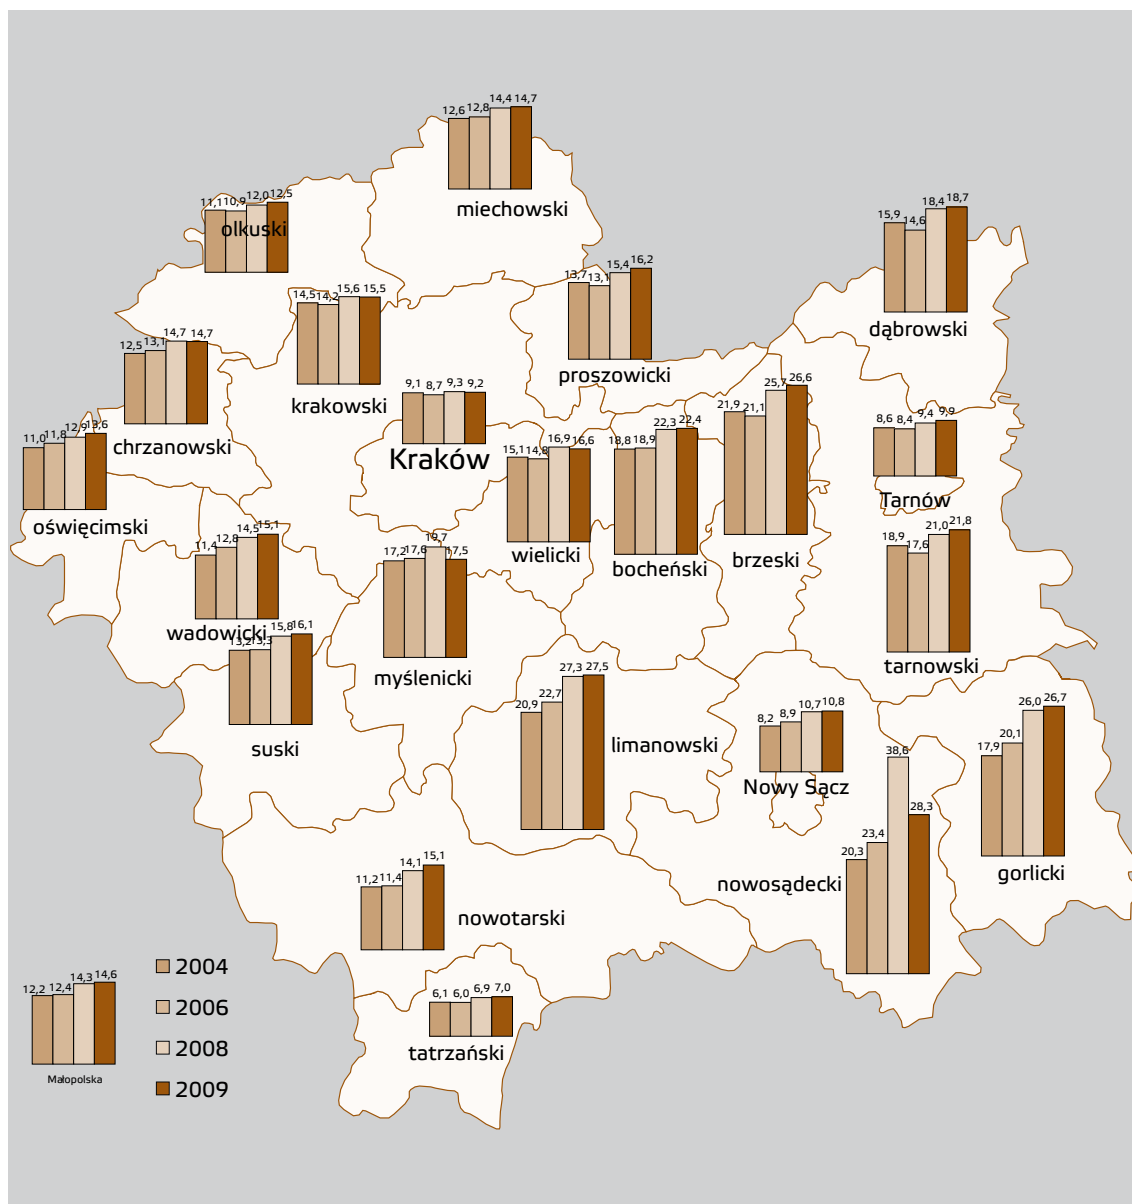 12,6 12,8 14,4 14,7
miechowski
11,1 10,9 12,0 12,5
olkuski
15,9 14,6 18,4 18,7
dąbrowski
13,7 13,1 15,4 16,2
proszowicki
14,5 14,2 15,6 15,5
krakowski
12,5 13,1 14,7 14,7
chrzanowski
9,1 8,7 9,3 9,2
Kraków
21,9 21,1 25,7 26,6
brzeski
8,6 8,4 9,4 9,9
Tarnów
11,0 11,8 12,9 13,6
oświęcimski
15,1 14,8 16,9 16,6
wielicki
18,8 18,9 22,3 22,4
bocheński
11,4 12,8 14,5 15,1
wadowicki
17,2 17,6 19,7 17,5
myślenicki
18,9 17,6 21,0 21,8
tarnowski
13,2 13,3 15,8 16,1
suski
20,9 22,7 27,3 27,5
limanowski
8,2 8,9 10,7 10,8
Nowy Sącz
17,9 20,1 26,0 26,7
gorlicki
20,3 23,4 38,6 28,3
nowosądecki
11,2 11,4 14,1 15,1
nowotarski
6,1 6,0 6,9 7,0
tatrzański
12,2 12,4 14,3 14,6
Małopolska
2004
2006
2008
2009